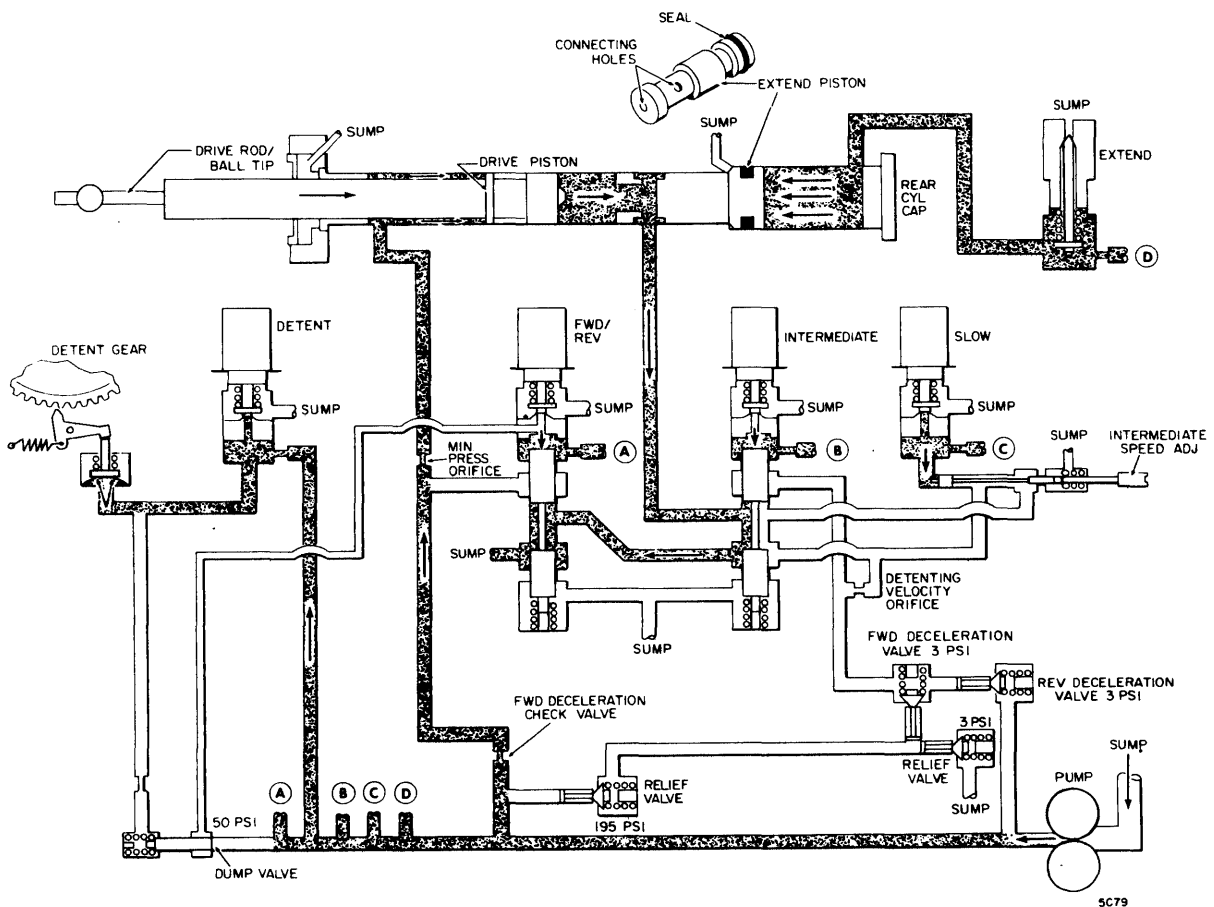 SEAL
CONNECTING
HOLES
EXTEND PISTON
SUMP
SUMP
SUMP
EXTEND
DRIVE ROD/
BALL TIP
DRIVE PISTON
REAR
CYL
CAP
D
DETENT
FWD/
REV
INTERMEDIATE
SLOW
DETENT GEAR
SUMP
SUMP
SUMP
SUMP
A
B
C
SUMP
INTERMEDIATE
SPEED ADJ
MIN
PRESS
ORIFICE
SUMP
DETENTING
VELOCITY
ORIFICE
SUMP
FWD DECELERATION
VALVE 3 PSI
REV DECELERATION
VALVE 3 PSI
FWD DECELERATION
CHECK VALVE
3 PSI
RELIEF
VALVE
SUMP
SUMP
PUMP
RELIEF
VALVE
195 PSI
A
B
C
D
50 PSI
DUMP VALVE
5C79